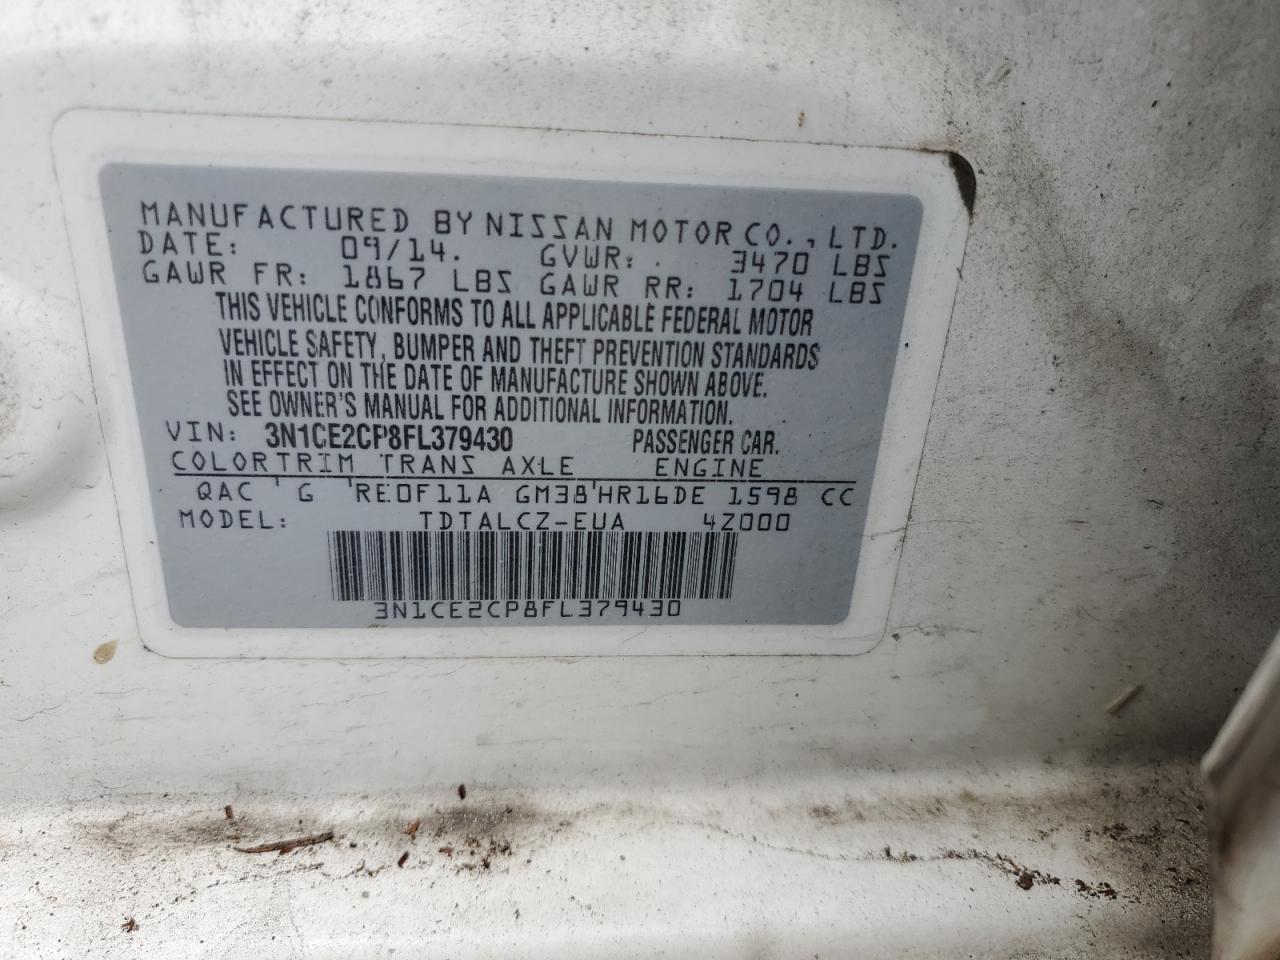 MANUFACTURED BY NISSAN MOTOR CO., LTD.
DATE: 09/14. GVWR: 3470 LBS
GAWR FR: 1867 LBS GAWR RR: 1704 LBS
THIS VEHICLE CONFORMS TO ALL APPLICABLE FEDERAL MOTOR
VEHICLE SAFETY, BUMPER AND THEFT PREVENTION STANDARDS
IN EFFECT ON THE DATE OF MANUFACTURE SHOWN ABOVE.
SEE OWNER'S MANUAL FOR ADDITIONAL INFORMATION.
VIN: 3N1CE2CP8FL379430 PASSENGER CAR.
COLOR TRIM TRANS AXLE ENGINE
QAC G RE0F11A GM38 HR16DE 1598 CC
MODEL: TDTALCZ-EUA 4Z000
3N1CE2CP8FL379430